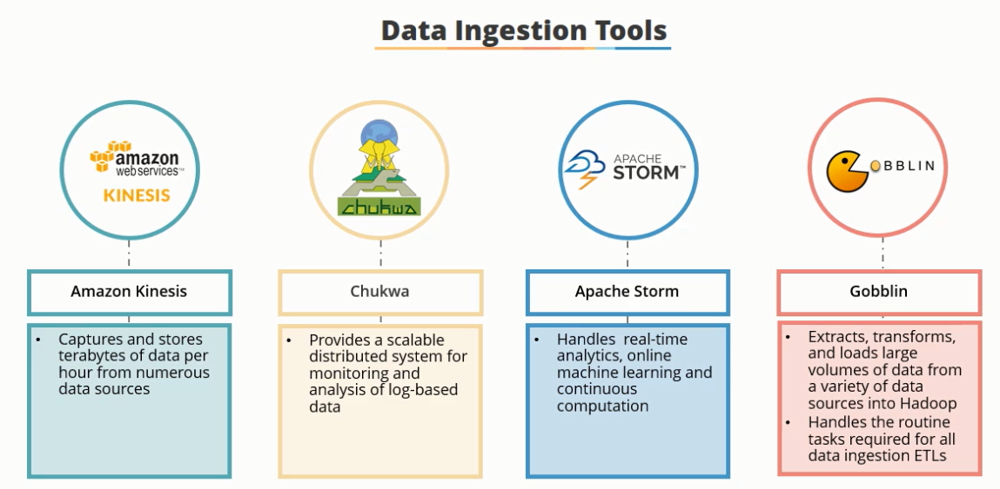 Data Ingestion Tools
amazon
webservices™
KINESIS
chukwa
APACHE
STORM™
GOBBLIN
Amazon Kinesis
Chukwa
Apache Storm
Gobblin
• Captures and stores
terabytes of data per
hour from numerous
data sources
• Provides a scalable
distributed system for
monitoring and
analysis of log-based
data
• Handles real-time
analytics, online
machine learning and
continuous
computation
• Extracts, transforms,
and loads large
volumes of data from
a variety of data
sources into Hadoop
• Handles the routine
tasks required for all
data ingestion ETLs